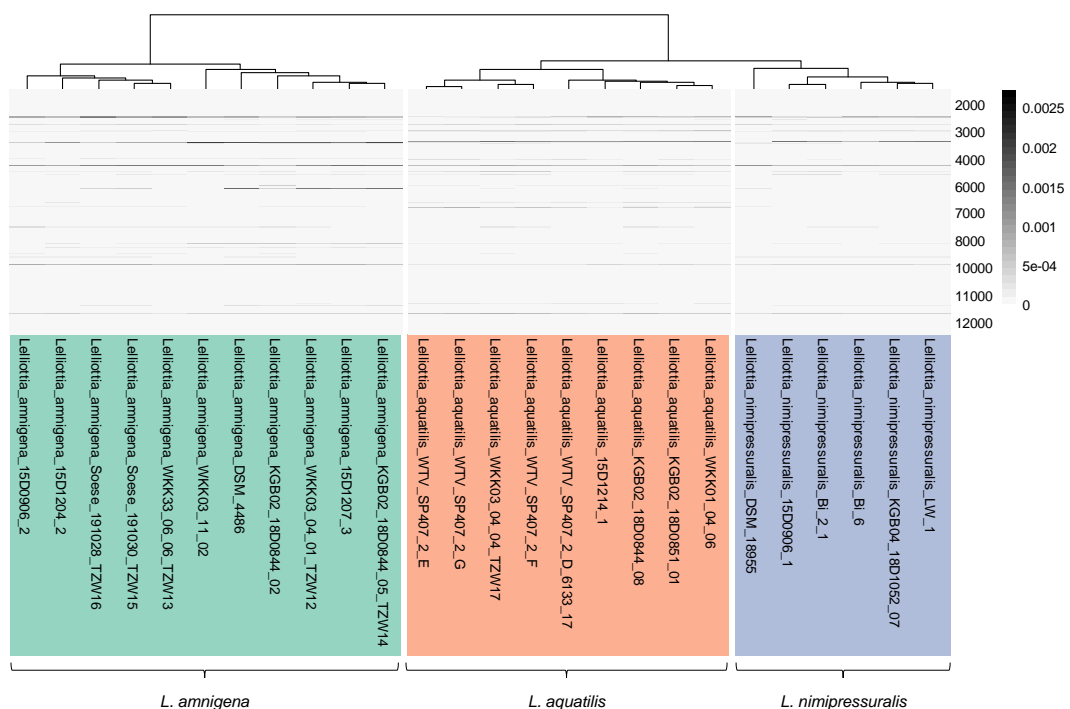 2000
3000
4000
6000
7000
8000
10000
11000
12000
0.0025
0.002
0.0015
0.001
5e-04
0
Lelliottia_amnigena_15D0906_2
Lelliottia_amnigena_15D1204_2
Lelliottia_amnigena_Soese_191028_TZW16
Lelliottia_amnigena_Soese_191030_TZW15
Lelliottia_amnigena_WKK33_06_06_TZW13
Lelliottia_amnigena_WKK03_11_02
Lelliottia_amnigena_DSM_4486
Lelliottia_amnigena_KGB02_18D0844_02
Lelliottia_amnigena_WKK03_04_01_TZW12
Lelliottia_amnigena_15D1207_3
Lelliottia_amnigena_KGB02_18D0844_05_TZW14
Lelliottia_aquatilis_WTV_SP407_2_E
Lelliottia_aquatilis_WTV_SP407_2_G
Lelliottia_aquatilis_WKK03_04_04_TZW17
Lelliottia_aquatilis_WTV_SP407_2_F
Lelliottia_aquatilis_WTV_SP407_2_D_6133_17
Lelliottia_aquatilis_15D1214_1
Lelliottia_aquatilis_KGB02_18D0844_08
Lelliottia_aquatilis_KGB02_18D0851_01
Lelliottia_aquatilis_WKK01_04_06
Lelliottia_nimipressuralis_DSM_18955
Lelliottia_nimipressuralis_15D0906_1
Lelliottia_nimipressuralis_Bi_2_1
Lelliottia_nimipressuralis_Bi_6
Lelliottia_nimipressuralis_KGB04_18D1052_07
Lelliottia_nimipressuralis_LW_1
L. amnigena
L. aquatilis
L. nimipressuralis